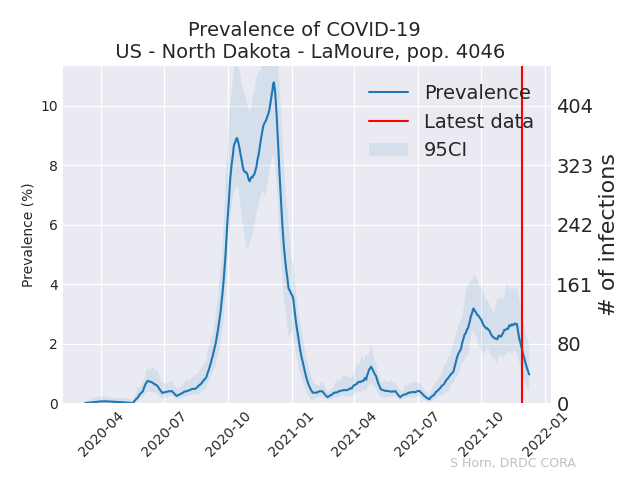 Prevalence of COVID-19
US - North Dakota - LaMoure, pop. 4046
Prevalence
Latest data
95CI
Prevalence (%)
10
8
6
4
2
0
404
323
242
161
80
0
# of infections
2020-04
2020-07
2020-10
2021-01
2021-04
2021-07
2021-10
2022-01
S Horn, DRDC CORA